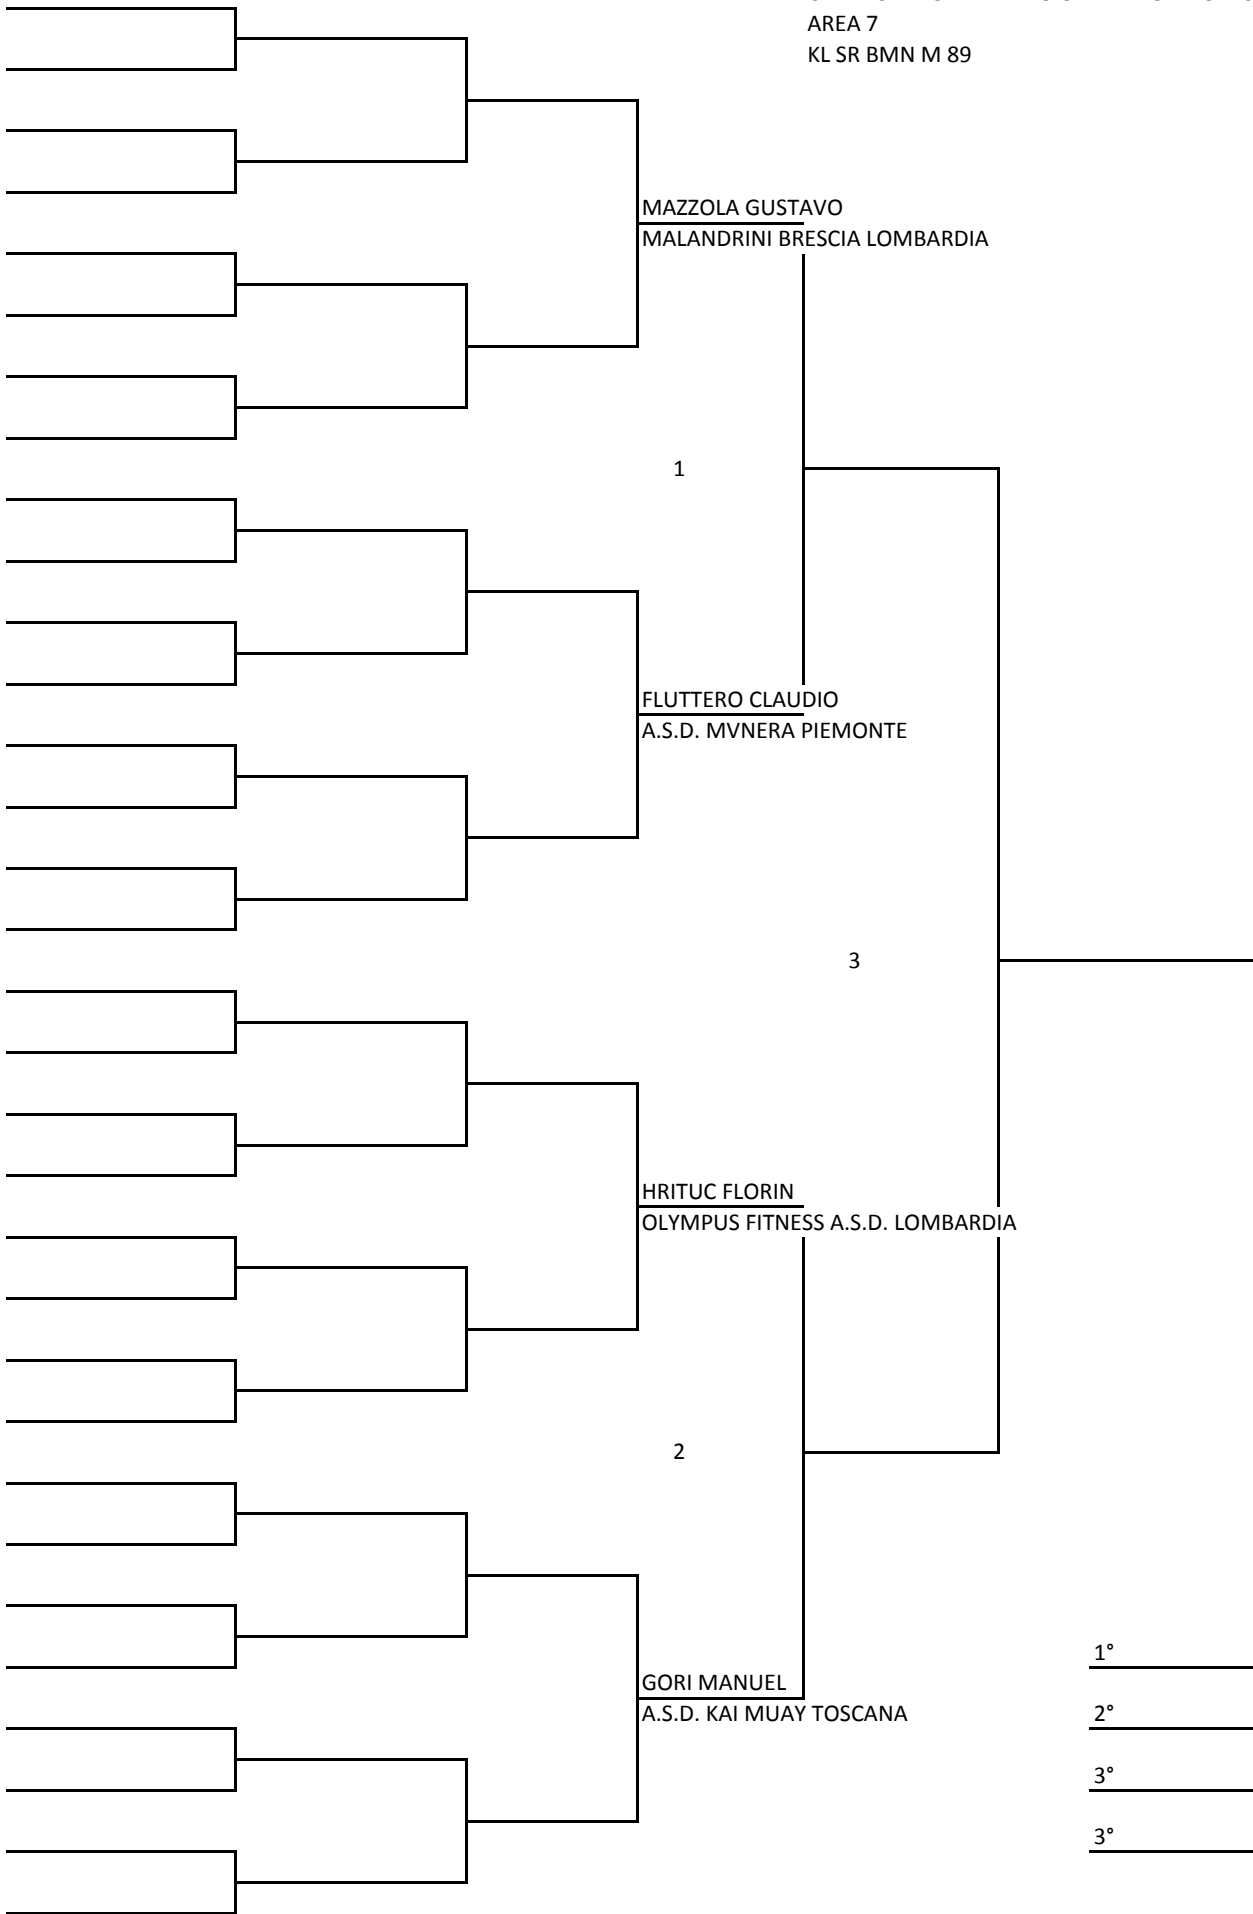 AREA 7
KL SR BMN M 89
MAZZOLA GUSTAVO
MALANDRINI BRESCIA LOMBARDIA
1
FLUTTERO CLAUDIO
A.S.D. MVNERA PIEMONTE
3
HRITUC FLORIN
OLYMPUS FITNESS A.S.D. LOMBARDIA
2
GORI MANUEL
A.S.D. KAI MUAY TOSCANA
1°
2°
3°
3°